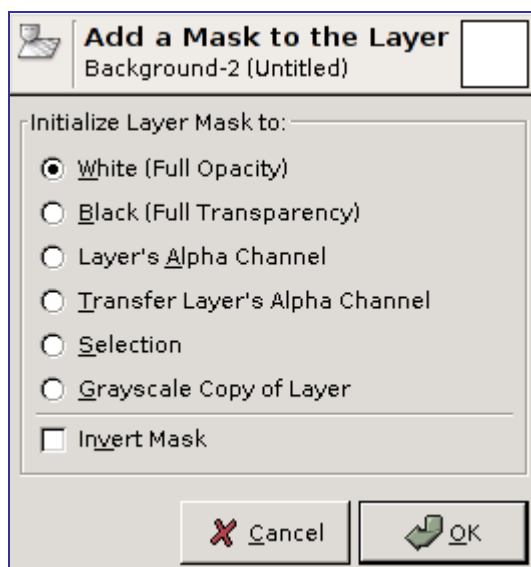 Add a Mask to the Layer
Background-2 (Untitled)
Initialize Layer Mask to:
White (Full Opacity)
Black (Full Transparency)
Layer's Alpha Channel
Transfer Layer's Alpha Channel
Selection
Grayscale Copy of Layer
Invert Mask
Cancel
OK